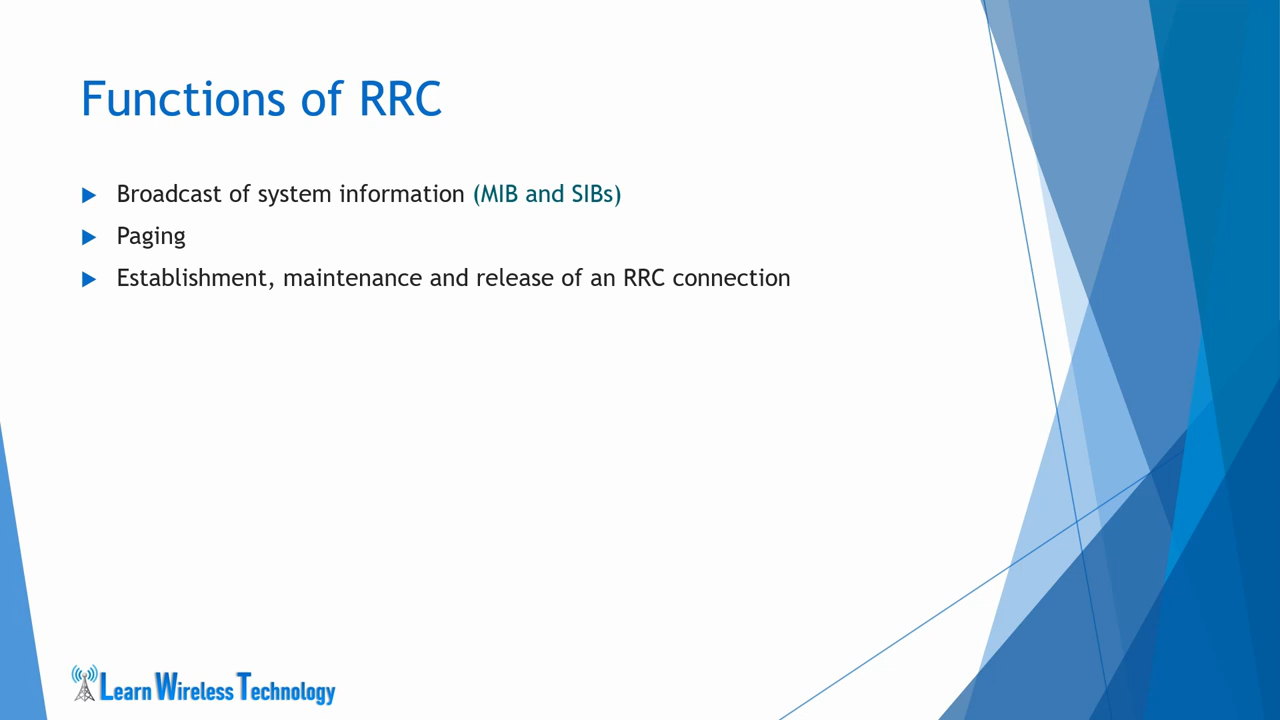 Functions of RRC
Broadcast of system information (MIB and SIBs)
Paging
Establishment, maintenance and release of an RRC connection
Learn Wireless Technology